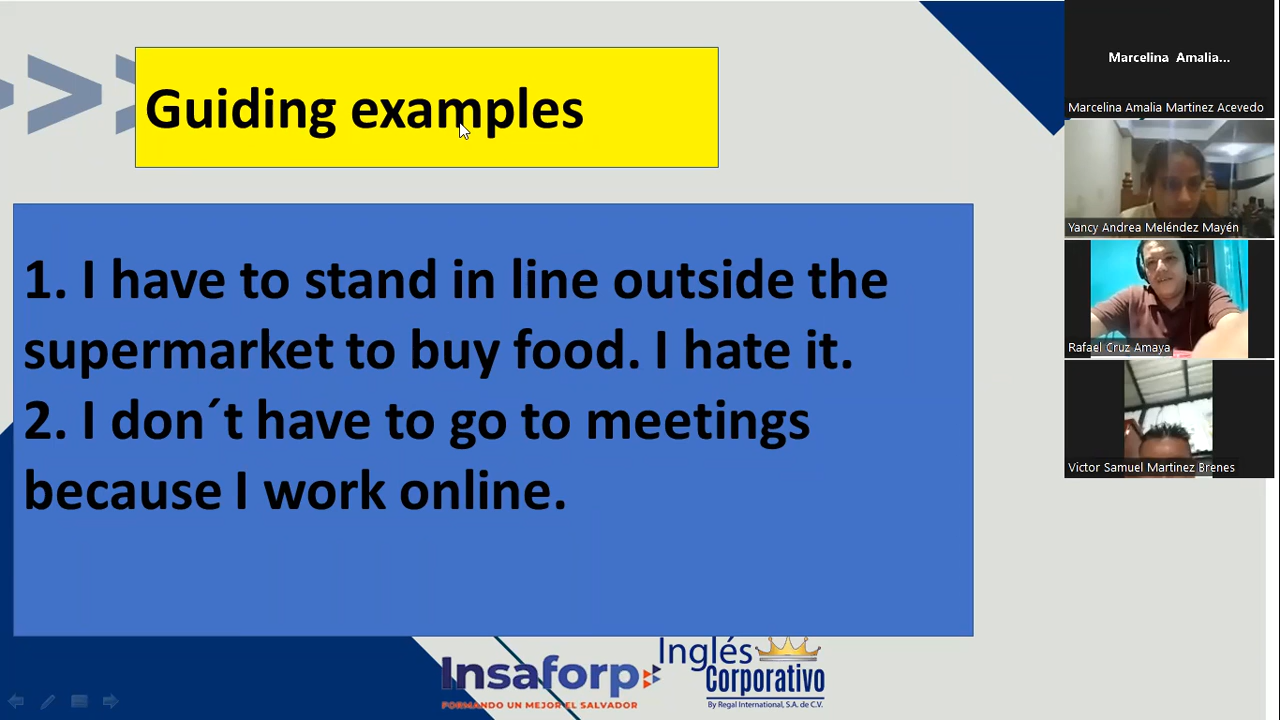 Guiding examples
1. I have to stand in line outside the
supermarket to buy food. I hate it.
2. I don´t have to go to meetings
because I work online.
Insaforp
FORMANDO UN MEJOR EL SALVADOR
Inglés
Corporativo
By Regal International, S.A. de C.V.
Marcelina Amalia...
Marcelina Amalia Martinez Acevedo
Yancy Andrea Meléndez Mayén
Rafael Cruz Amaya
Victor Samuel Martinez Brenes